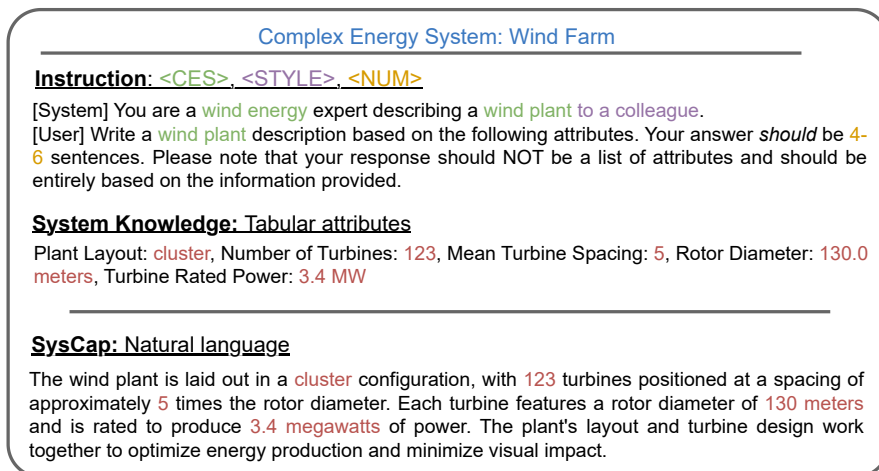 Complex Energy System: Wind Farm
Instruction: <CES>, <STYLE>, <NUM>
[System] You are a wind energy expert describing a wind plant to a colleague.
[User] Write a wind plant description based on the following attributes. Your answer should be 4-
6 sentences. Please note that your response should NOT be a list of attributes and should be
entirely based on the information provided.
System Knowledge: Tabular attributes
Plant Layout: cluster, Number of Turbines: 123, Mean Turbine Spacing: 5, Rotor Diameter: 130.0
meters, Turbine Rated Power: 3.4 MW
SysCap: Natural language
The wind plant is laid out in a cluster configuration, with 123 turbines positioned at a spacing of
approximately 5 times the rotor diameter. Each turbine features a rotor diameter of 130 meters
and is rated to produce 3.4 megawatts of power. The plant's layout and turbine design work
together to optimize energy production and minimize visual impact.